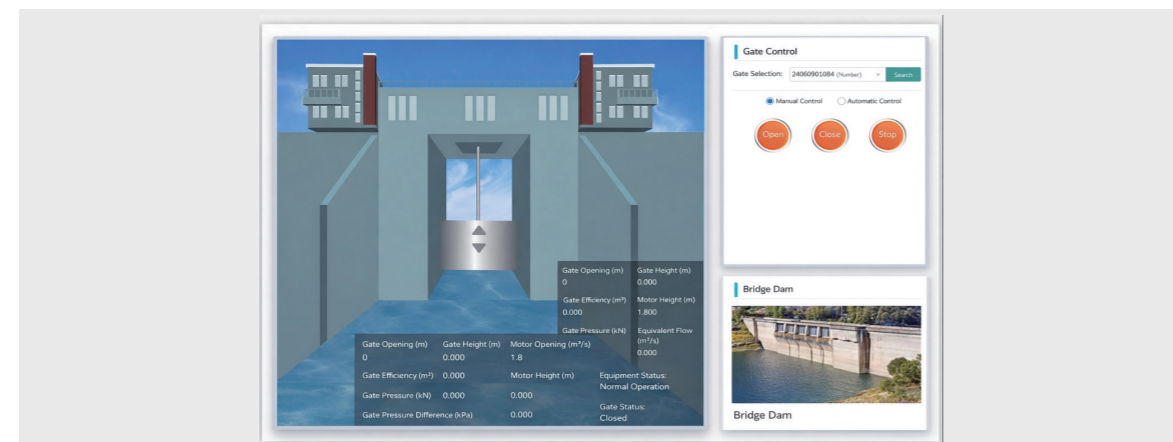 Gate Control
Gate Selection: 24060901084 (Number) Search
Manual Control Automatic Control
Open Close Stop
Gate Opening (m) Gate Height (m)
0 0.000
Gate Efficiency (m³) Motor Height (m)
0.000 1.800
Gate Pressure (kN) Equivalent Flow (m³/s)
0.000
Gate Opening (m) Gate Height (m) Motor Opening (m³/s)
0 0.000 1.8
Gate Efficiency (m³) 0.000 Motor Height (m)
Gate Pressure (kN) 0.000 0.000
Gate Pressure Difference (kPa) 0.000
Equipment Status:
Normal Operation
Gate Status:
Closed
Bridge Dam
Bridge Dam